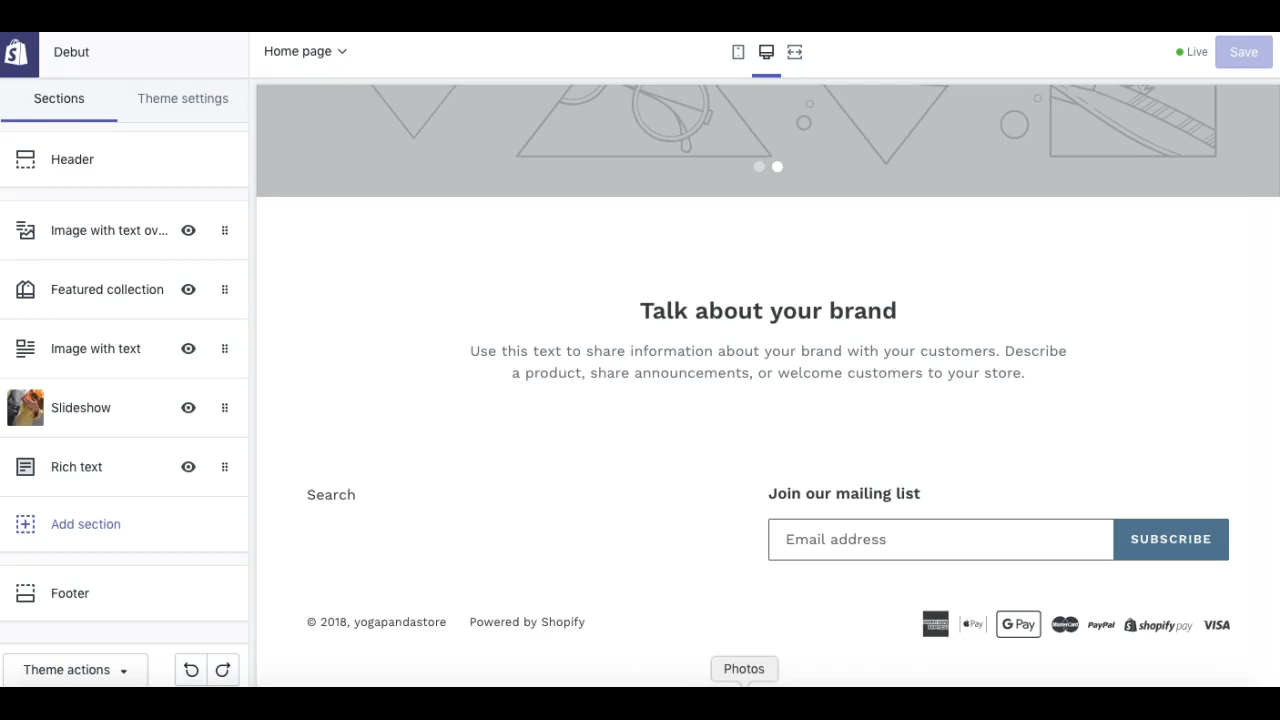 Debut
Home page
Live
Save
Sections
Theme settings
Header
Image with text ov...
Featured collection
Image with text
Slideshow
Rich text
Add section
Footer
Theme actions
Talk about your brand
Use this text to share information about your brand with your customers. Describe
a product, share announcements, or welcome customers to your store.
Search
Join our mailing list
Email address
SUBSCRIBE
© 2018, yogapandastore
Powered by Shopify
Pay
G Pay
MasterCard
PayPal
shopify pay
VISA
Photos